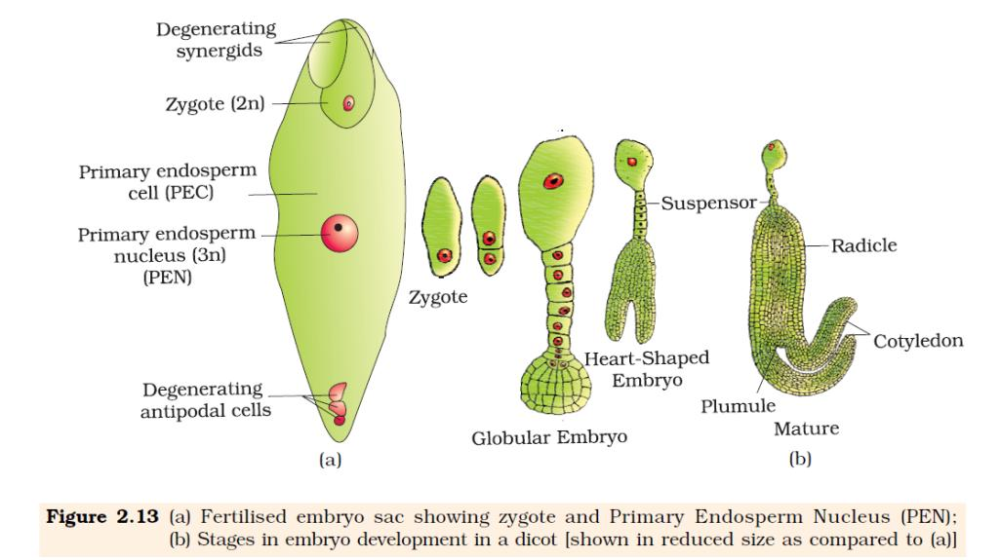 Degenerating
synergids
Zygote (2n)
Primary endosperm
cell (PEC)
Primary endosperm
nucleus (3n)
(PEN)
Degenerating
antipodal cells
(a)
Zygote
Globular Embryo
Heart-Shaped
Embryo
Suspensor
Radicle
Cotyledon
Plumule
Mature
(b)
Figure 2.13 (a) Fertilised embryo sac showing zygote and Primary Endosperm Nucleus (PEN);
(b) Stages in embryo development in a dicot [shown in reduced size as compared to (a)]